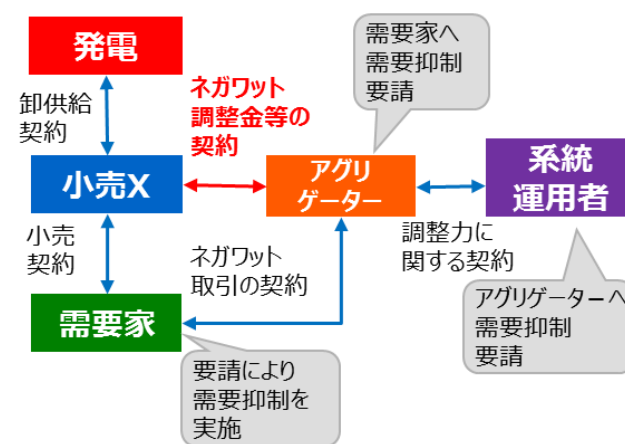 発電
需要家へ
需要抑制
要請
卸供給
契約
ネガワット
調整金等の
契約
小売X
アグリ
ゲーター
系統
運用者
小売
契約
ネガワット
取引の契約
調整力に
関する契約
需要家
アグリゲーターへ
需要抑制
要請
要請により
需要抑制を
実施